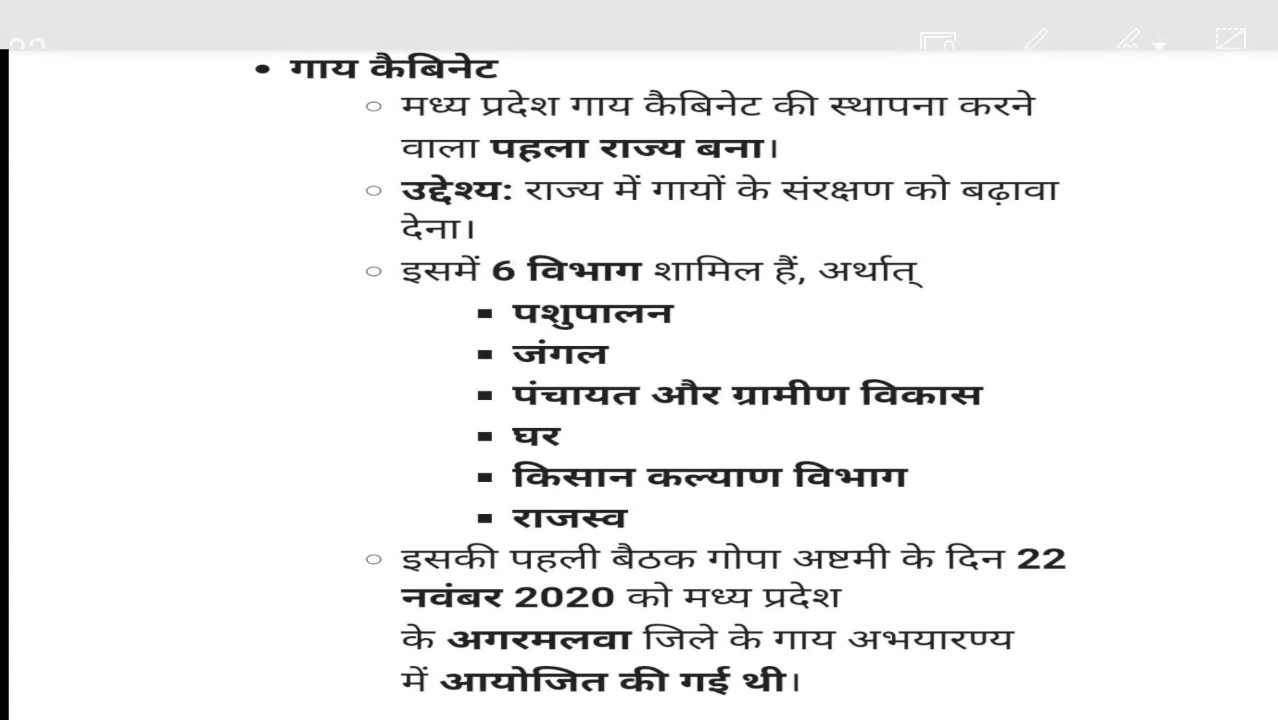 • गाय कैबिनेट
○ मध्य प्रदेश गाय कैबिनेट की स्थापना करने
वाला पहला राज्य बना।
○ उद्देश्य: राज्य में गायों के संरक्षण को बढ़ावा
देना।
○ इसमें 6 विभाग शामिल हैं, अर्थात्
▪ पशुपालन
▪ जंगल
▪ पंचायत और ग्रामीण विकास
▪ घर
▪ किसान कल्याण विभाग
▪ राजस्व
○ इसकी पहली बैठक गोपा अष्टमी के दिन 22
नवंबर 2020 को मध्य प्रदेश
के अगरमलवा जिले के गाय अभयारण्य
में आयोजित की गई थी।